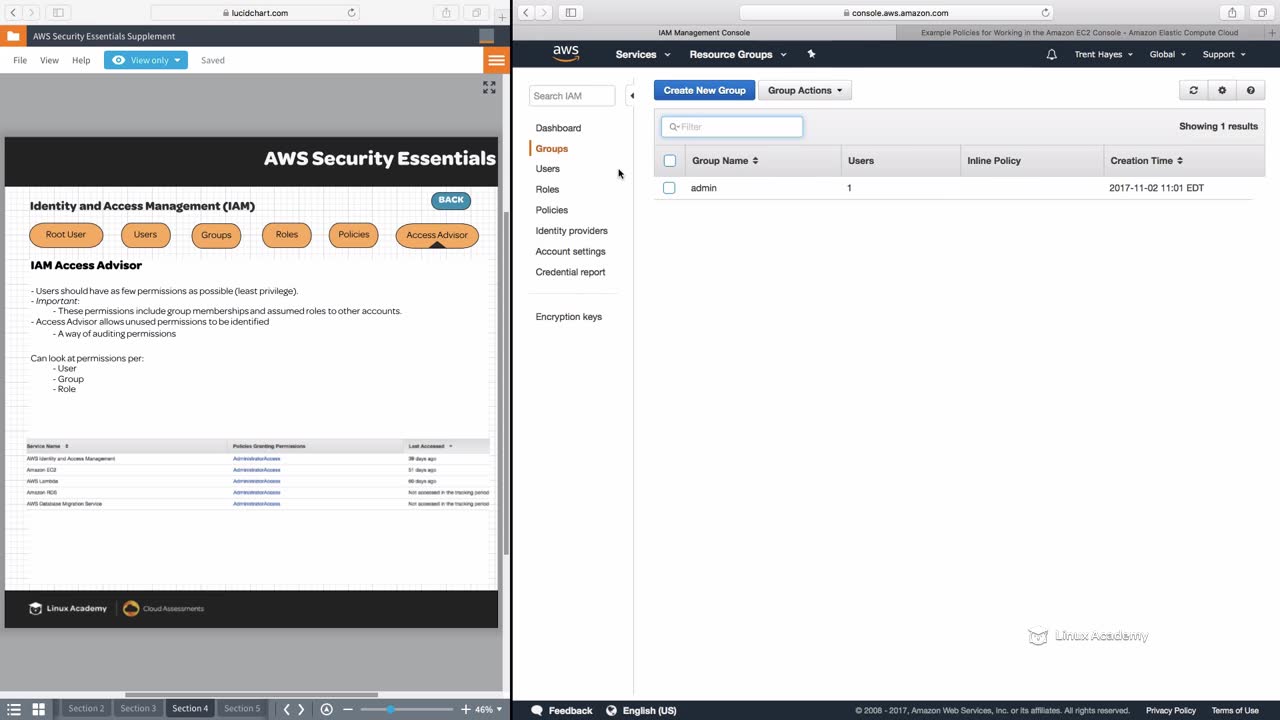 lucidchart.com
AWS Security Essentials Supplement
File View Help View only Saved
AWS Security Essentials
Identity and Access Management (IAM)
BACK
Root User Users Groups Roles Policies Access Advisor
IAM Access Advisor
- Users should have as few permissions as possible (least privilege).
- Important:
- These permissions include group memberships and assumed roles to other accounts.
- Access Advisor allows unused permissions to be identified
- A way of auditing permissions
Can look at permissions per:
- User
- Group
- Role
Service Name Policies Granting Permissions Last Accessed
AWS Identity and Access Management AdministratorAccess 39 days ago
Amazon EC2 AdministratorAccess 51 days ago
AWS Lambda AdministratorAccess 60 days ago
Amazon RDS AdministratorAccess Not accessed in the tracking period
AWS Database Migration Service AdministratorAccess Not accessed in the tracking period
Linux Academy Cloud Assessments
Section 2 Section 3 Section 4 Section 5 46%
console.aws.amazon.com
IAM Management Console Example Policies for Working in the Amazon EC2 Console - Amazon Elastic Compute Cloud
aws Services Resource Groups Trent Hayes Global Support
Search IAM
Dashboard
Groups
Users
Roles
Policies
Identity providers
Account settings
Credential report
Encryption keys
Create New Group Group Actions
Filter Showing 1 results
Group Name Users Inline Policy Creation Time
admin 1 2017-11-02 11:01 EDT
Linux Academy
Feedback English (US) © 2008 - 2017, Amazon Web Services, Inc. or its affiliates. All rights reserved. Privacy Policy Terms of Use